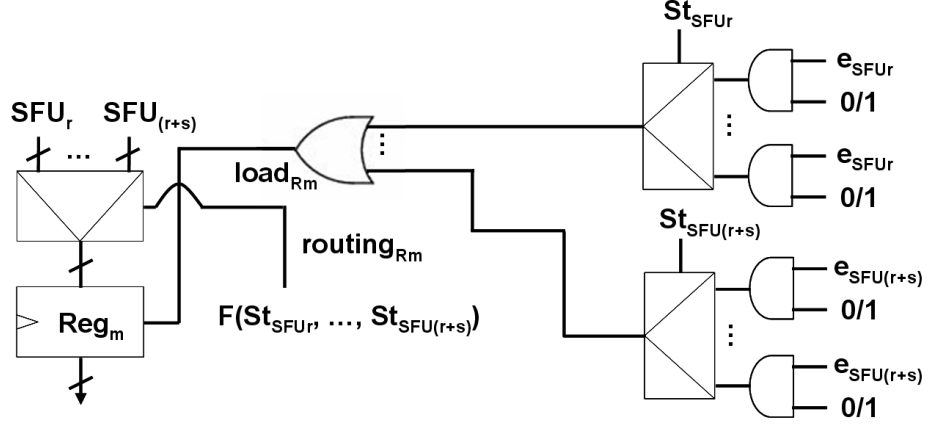 St_SFUr
e_SFUr
0/1
e_SFUr
0/1
SFU_r
...
SFU_(r+s)
load_Rm
...
...
routing_Rm
St_SFU(r+s)
e_SFU(r+s)
0/1
Reg_m
F(St_SFUr, ..., St_SFU(r+s))
...
e_SFU(r+s)
0/1